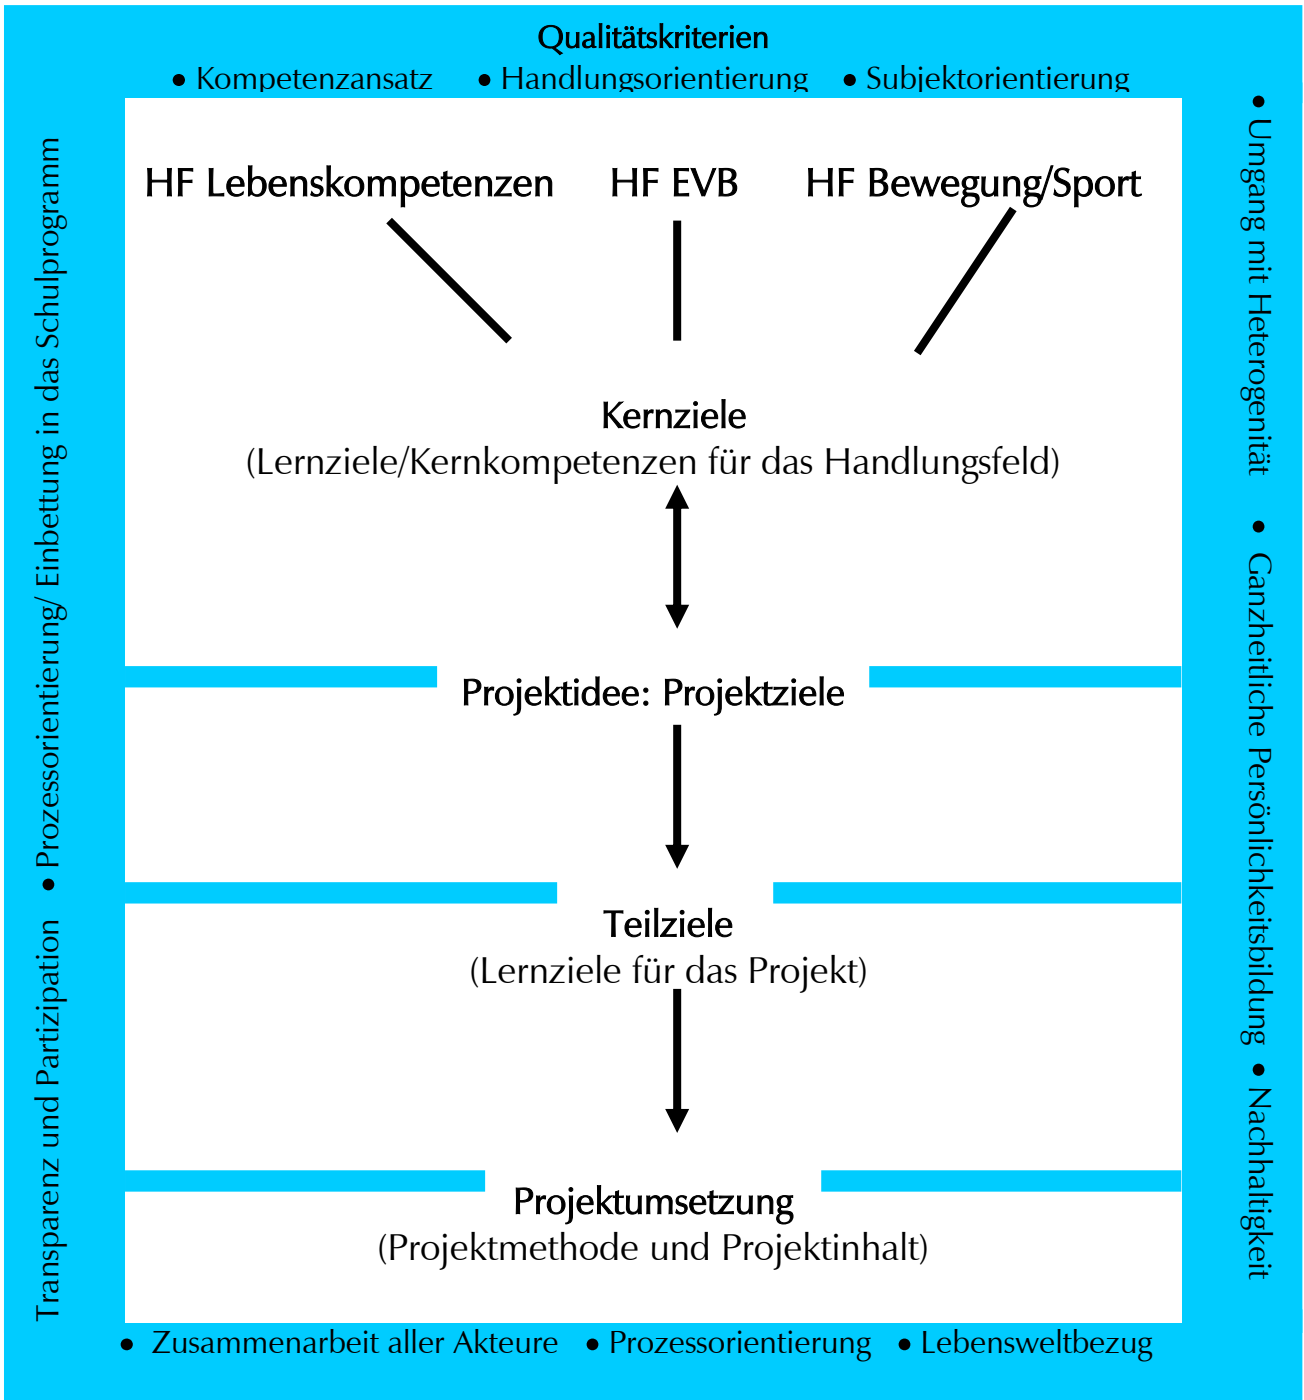 Qualitätskriterien
• Kompetenzansatz • Handlungsorientierung • Subjektorientierung
HF Lebenskompetenzen HF EVB HF Bewegung/Sport
Kernziele
(Lernziele/Kernkompetenzen für das Handlungsfeld)
Projektidee: Projektziele
Teilziele
(Lernziele für das Projekt)
Projektumsetzung
(Projektmethode und Projektinhalt)
• Umgang mit Heterogenität • Ganzheitliche Persönlichkeitsbildung • Nachhaltigkeit
• Zusammenarbeit aller Akteure • Prozessorientierung • Lebensweltbezug
Transparenz und Partizipation • Prozessorientierung/ Einbettung in das Schulprogramm